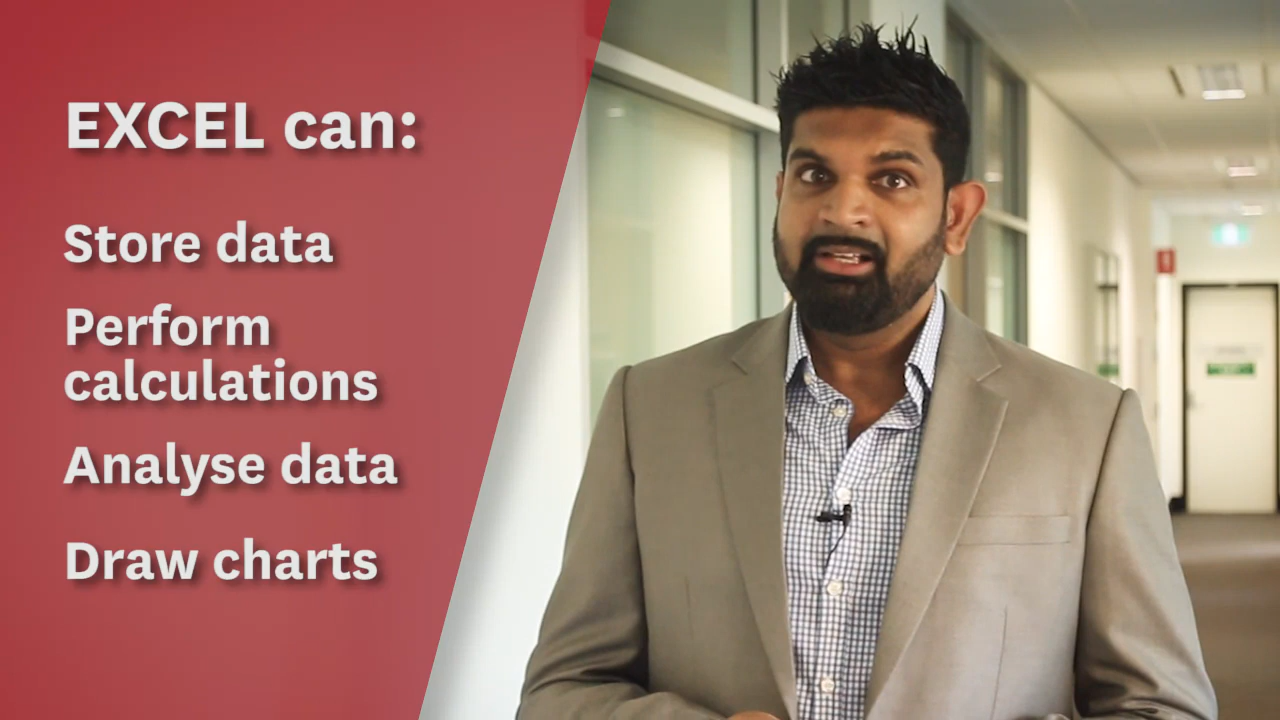 EXCEL can:
Store data
Perform
calculations
Analyse data
Draw charts